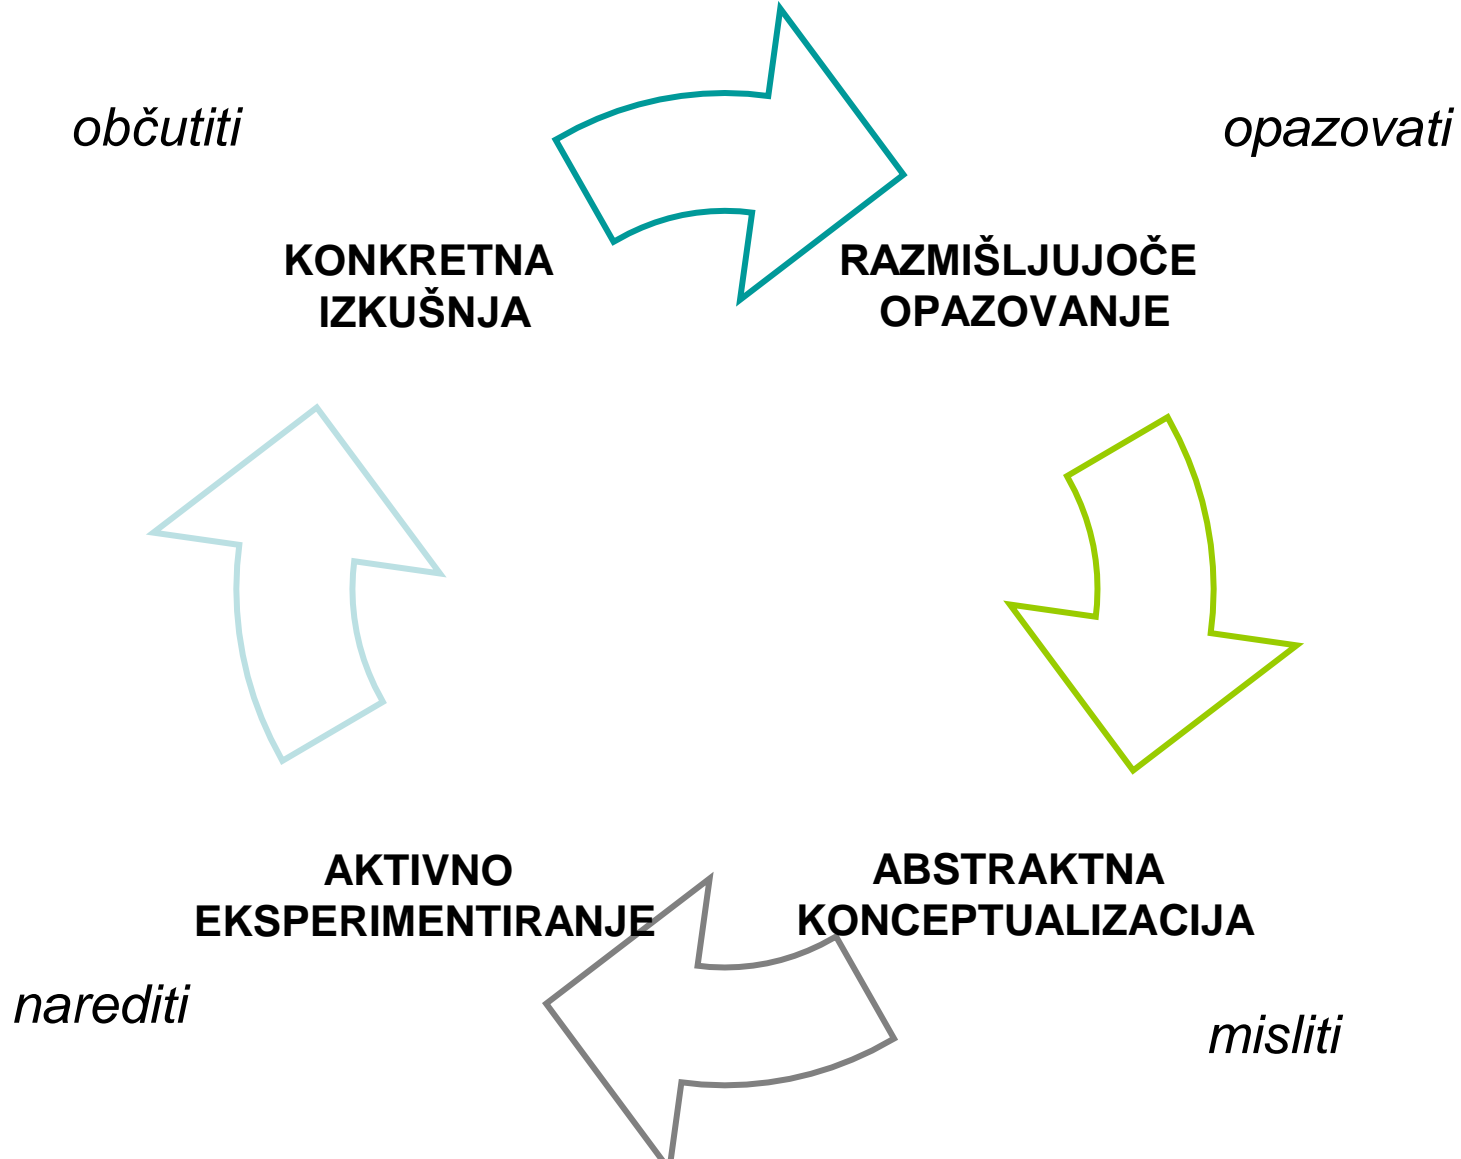 občutiti
opazovati
KONKRETNA
IZKUŠNJA
RAZMIŠLJUJOČE
OPAZOVANJE
AKTIVNO
EKSPERIMENTIRANJE
ABSTRAKTNA
KONCEPTUALIZACIJA
narediti
misliti